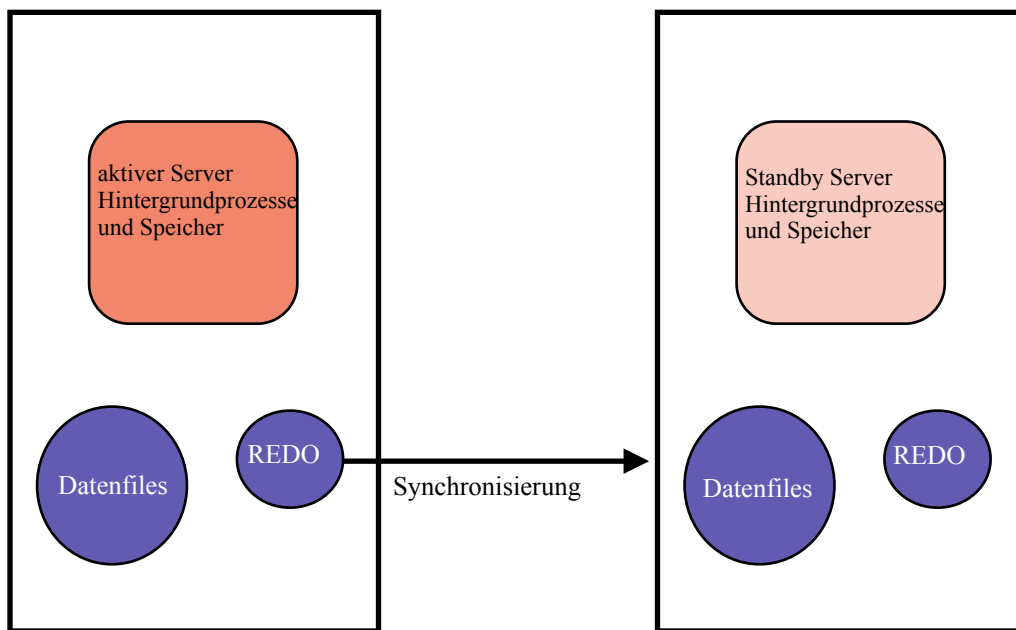 aktiver Server
Hintergrundprozesse
und Speicher
Datenfiles
REDO
Synchronisierung
Standby Server
Hintergrundprozesse
und Speicher
Datenfiles
REDO